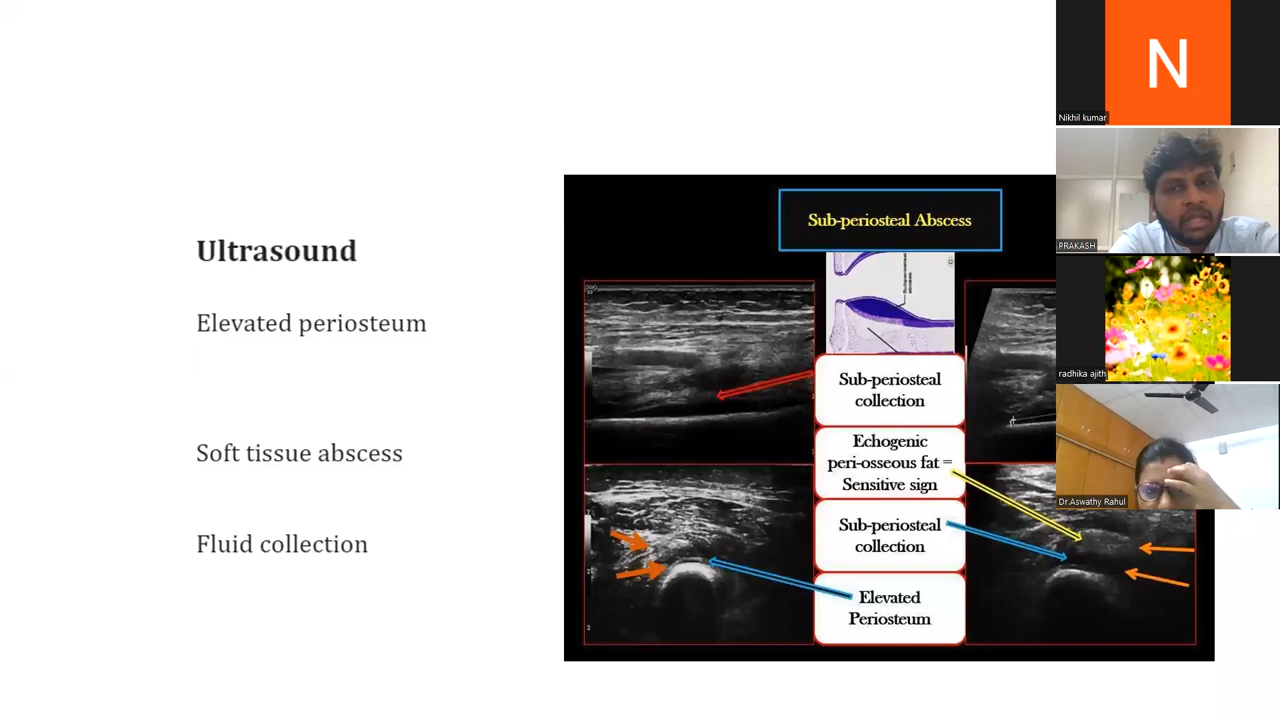 Ultrasound
Elevated periosteum
Soft tissue abscess
Fluid collection
Sub-periosteal Abscess
Sub-periosteal
collection
Echogenic
peri-osseous fat =
Sensitive sign
Sub-periosteal
collection
Elevated
Periosteum
N
Nikhil kumar
PRAKASH
radhika ajith
Dr.Aswathy Rahul